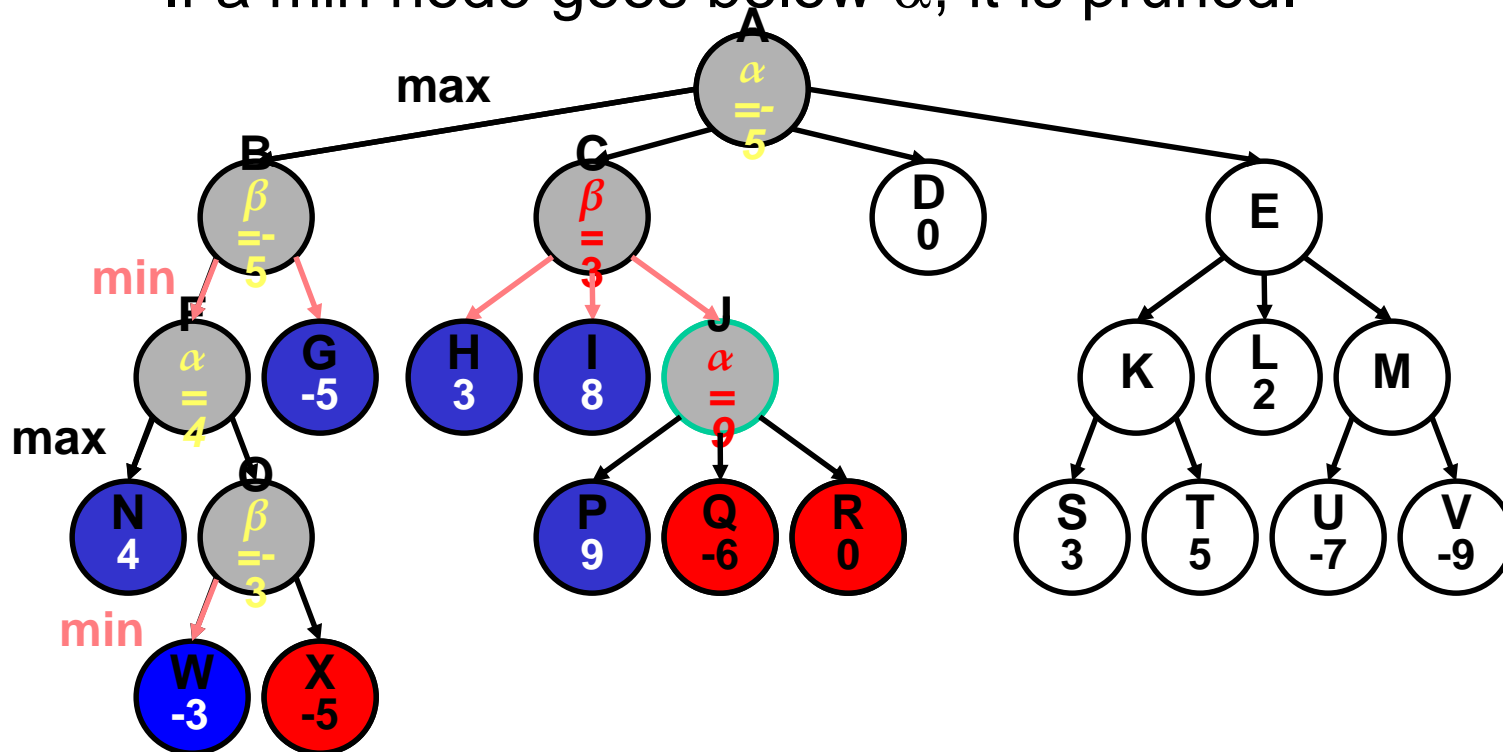 If a min node goes below α, it is pruned.
A
α
=-
5
max
B
β
=-
5
C
β
=
3
D
0
E
min
F
α
=
4
G
-5
H
3
I
8
J
α
=
9
K
L
2
M
max
N
4
O
β
=-
3
P
9
Q
-6
R
0
S
3
T
5
U
-7
V
-9
min
W
-3
X
-5